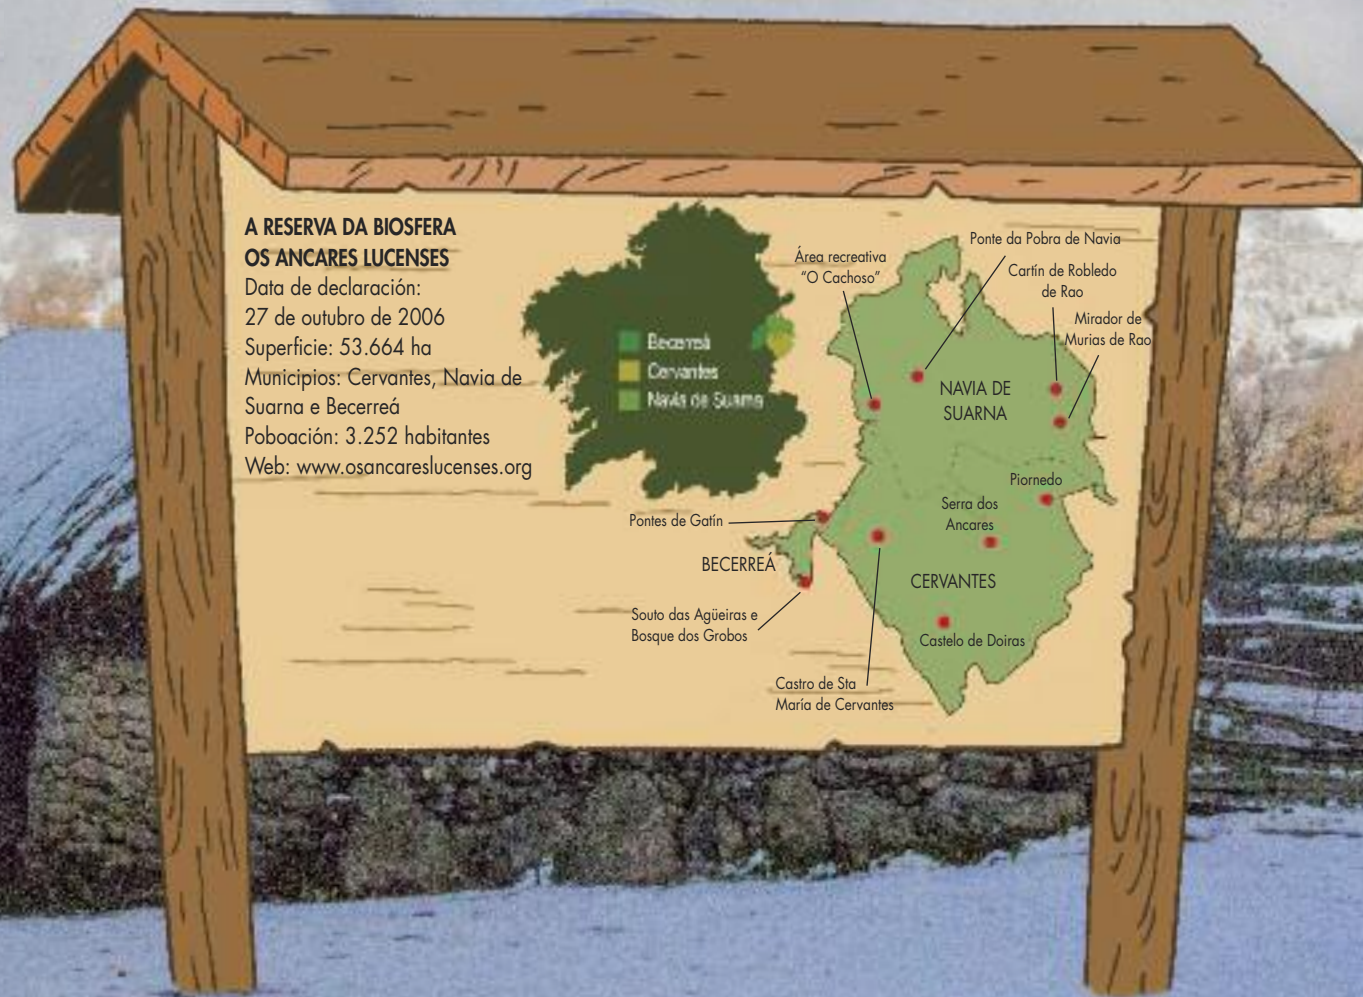 A RESERVA DA BIOSFERA
OS ANCARES LUCENSES
Data de declaración:
27 de outubro de 2006
Superficie: 53.664 ha
Municipios: Cervantes, Navia de
Suarna e Becerreá
Poboación: 3.252 habitantes
Web: www.osancareslucenses.org
Becerreá
Cervantes
Navia de Suarna
Área recreativa
“O Cachoso”
Ponte da Pobra de Navia
Cartín de Robledo
de Rao
Mirador de
Murias de Rao
NAVIA DE
SUARNA
Piornedo
Serra dos
Ancares
Pontes de Gatín
BECERREÁ
CERVANTES
Souto das Agüeiras e
Bosque dos Grobos
Castelo de Doiras
Castro de Sta
María de Cervantes